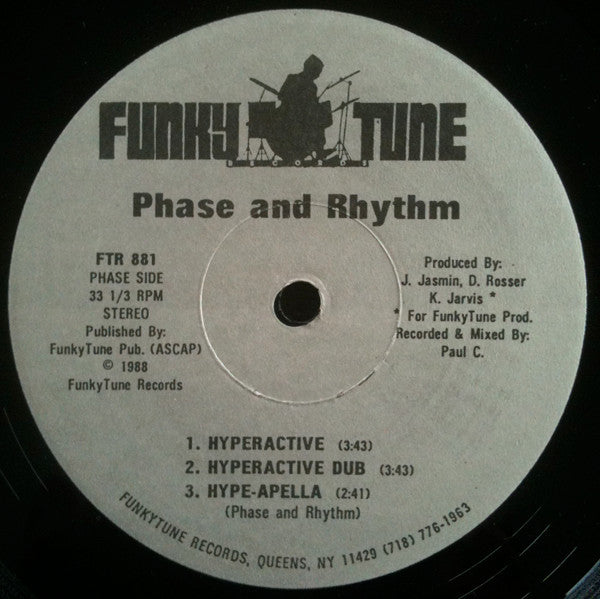 FUNKY TUNE
RECORDS
Phase and Rhythm
FTR 881
PHASE SIDE
33 1/3 RPM
STEREO
Published By:
FunkyTune Pub. (ASCAP)
© 1988
FunkyTune Records
Produced By:
J. Jasmin, D. Rosser
K. Jarvis *
* For FunkyTune Prod.
Recorded & Mixed By:
Paul C.
1. HYPERACTIVE (3:43)
2. HYPERACTIVE DUB (3:43)
3. HYPE-APELLA (2:41)
(Phase and Rhythm)
FUNKYTUNE RECORDS, QUEENS, NY 11429 (718) 776-1963